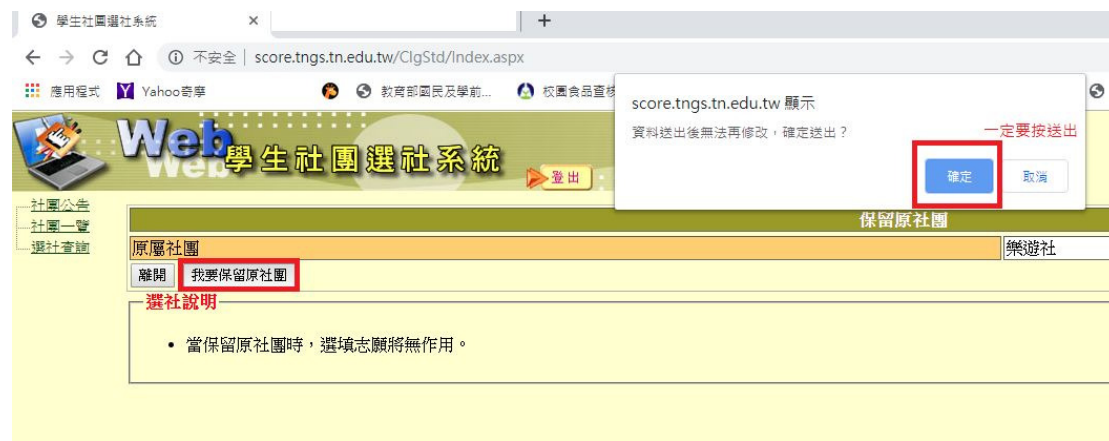 學生社團選社系統
不安全 | score.tngs.tn.edu.tw/ClgStd/Index.aspx
應用程式 Yahoo奇摩 教育部國民及學前... 校園食品查核
score.tngs.tn.edu.tw 顯示
資料送出後無法再修改，確定送出？
一定要按送出
確定 取消
Web學生社團選社系統
登出
社團公告
社團一覽
選社查詢
保留原社團
原屬社團 樂遊社
離開 我要保留原社團
選社說明
• 當保留原社團時，選填志願將無作用。